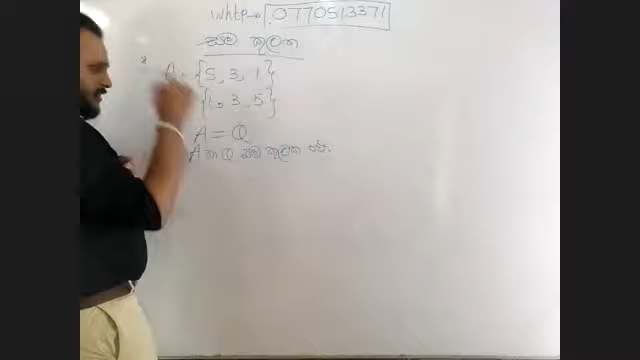 Whtp → 0770513371
සම කුලක
* A = {5, 3, 1}
{1, 3, 5}
A = Q
A හා Q සම කුලක වේ.